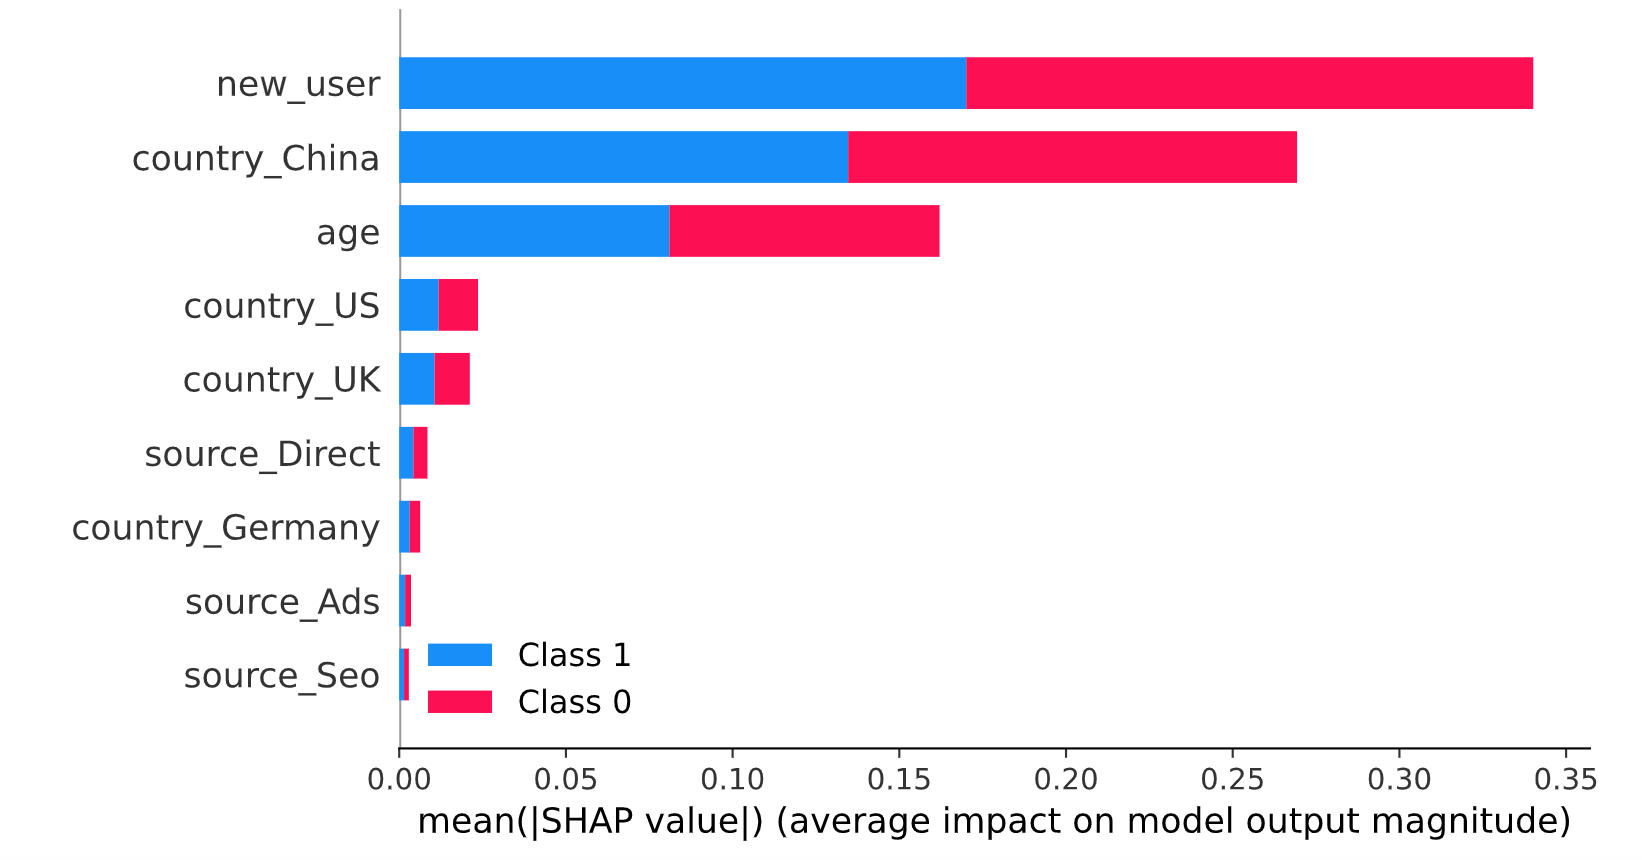 new_user
country_China
age
country_US
country_UK
source_Direct
country_Germany
source_Ads
source_Seo
Class 1
Class 0
0.00 0.05 0.10 0.15 0.20 0.25 0.30 0.35
mean(|SHAP value|) (average impact on model output magnitude)